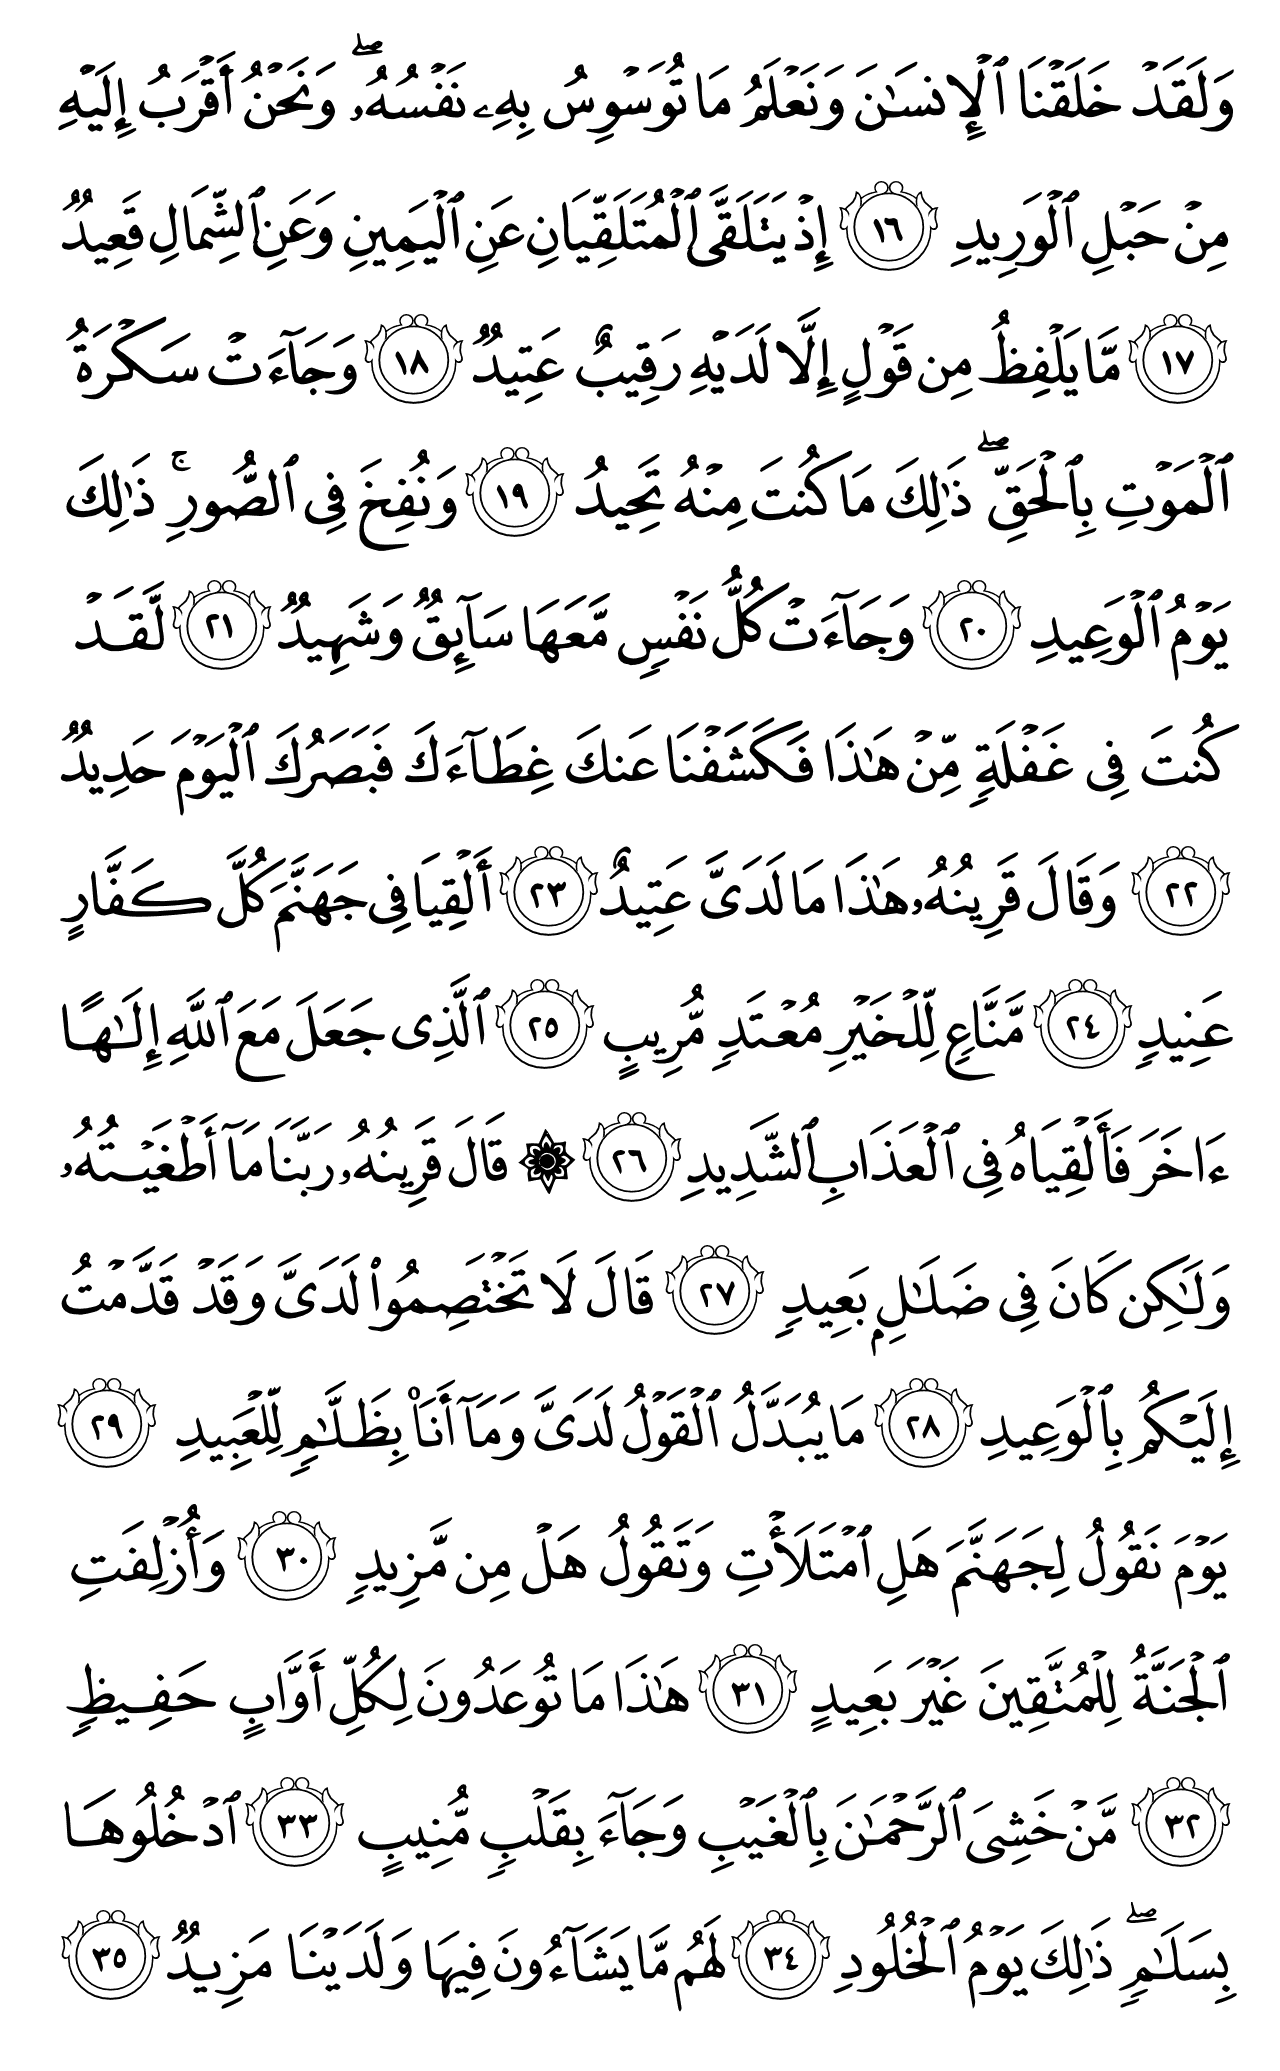 وَلَقَدۡ خَلَقۡنَا ٱلۡإِنسَٰنَ وَنَعۡلَمُ مَا تُوَسۡوِسُ بِهِۦ نَفۡسُهُۥۖ وَنَحۡنُ أَقۡرَبُ إِلَيۡهِ
مِنۡ حَبۡلِ ٱلۡوَرِيدِ ١٦ إِذۡ يَتَلَقَّى ٱلۡمُتَلَقِّيَانِ عَنِ ٱلۡيَمِينِ وَعَنِ ٱلشِّمَالِ قَعِيدٞ
١٧ مَّا يَلۡفِظُ مِن قَوۡلٍ إِلَّا لَدَيۡهِ رَقِيبٌ عَتِيدٞ ١٨ وَجَآءَتۡ سَكۡرَةُ
ٱلۡمَوۡتِ بِٱلۡحَقِّۖ ذَٰلِكَ مَا كُنتَ مِنۡهُ تَحِيدُ ١٩ وَنُفِخَ فِي ٱلصُّورِۚ ذَٰلِكَ
يَوۡمُ ٱلۡوَعِيدِ ٢٠ وَجَآءَتۡ كُلُّ نَفۡسٖ مَّعَهَا سَآئِقٞ وَشَهِيدٞ ٢١ لَّقَدۡ
كُنتَ فِي غَفۡلَةٖ مِّنۡ هَٰذَا فَكَشَفۡنَا عَنكَ غِطَآءَكَ فَبَصَرُكَ ٱلۡيَوۡمَ حَدِيدٞ
٢٢ وَقَالَ قَرِينُهُۥ هَٰذَا مَا لَدَيَّ عَتِيدٌ ٢٣ أَلۡقِيَا فِي جَهَنَّمَ كُلَّ كَفَّارٍ
عَنِيدٖ ٢٤ مَّنَّاعٖ لِّلۡخَيۡرِ مُعۡتَدٖ مُّرِيبٍ ٢٥ ٱلَّذِي جَعَلَ مَعَ ٱللَّهِ إِلَٰهًا
ءَاخَرَ فَأَلۡقِيَاهُ فِي ٱلۡعَذَابِ ٱلشَّدِيدِ ٢٦ ۞ قَالَ قَرِينُهُۥ رَبَّنَا مَآ أَطۡغَيۡتُهُۥ
وَلَٰكِن كَانَ فِي ضَلَٰلِۭ بَعِيدٖ ٢٧ قَالَ لَا تَخۡتَصِمُواْ لَدَيَّ وَقَدۡ قَدَّمۡتُ
إِلَيۡكُم بِٱلۡوَعِيدِ ٢٨ مَا يُبَدَّلُ ٱلۡقَوۡلُ لَدَيَّ وَمَآ أَنَا۠ بِظَلَّٰمٖ لِّلۡعَبِيدِ ٢٩
يَوۡمَ نَقُولُ لِجَهَنَّمَ هَلِ ٱمۡتَلَأۡتِ وَتَقُولُ هَلۡ مِن مَّزِيدٖ ٣٠ وَأُزۡلِفَتِ
ٱلۡجَنَّةُ لِلۡمُتَّقِينَ غَيۡرَ بَعِيدٍ ٣١ هَٰذَا مَا تُوعَدُونَ لِكُلِّ أَوَّابٍ حَفِيظٖ
٣٢ مَّنۡ خَشِيَ ٱلرَّحۡمَٰنَ بِٱلۡغَيۡبِ وَجَآءَ بِقَلۡبٖ مُّنِيبٍ ٣٣ ٱدۡخُلُوهَا
بِسَلَٰمٖۖ ذَٰلِكَ يَوۡمُ ٱلۡخُلُودِ ٣٤ لَهُم مَّا يَشَآءُونَ فِيهَا وَلَدَيۡنَا مَزِيدٞ ٣٥